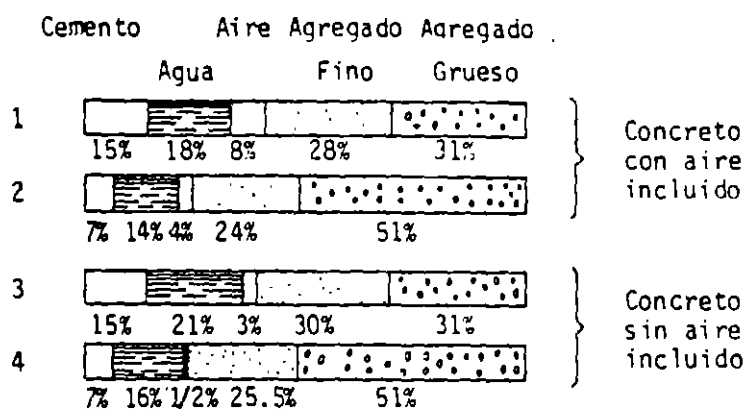 Cemento Aire Agregado Agregado .
Agua Fino Grueso
1
15% 18% 8% 28% 31%
Concreto
con aire
incluido
2
7% 14% 4% 24% 51%
3
15% 21% 3% 30% 31%
Concreto
sin aire
incluido
4
7% 16% 1/2% 25.5% 51%